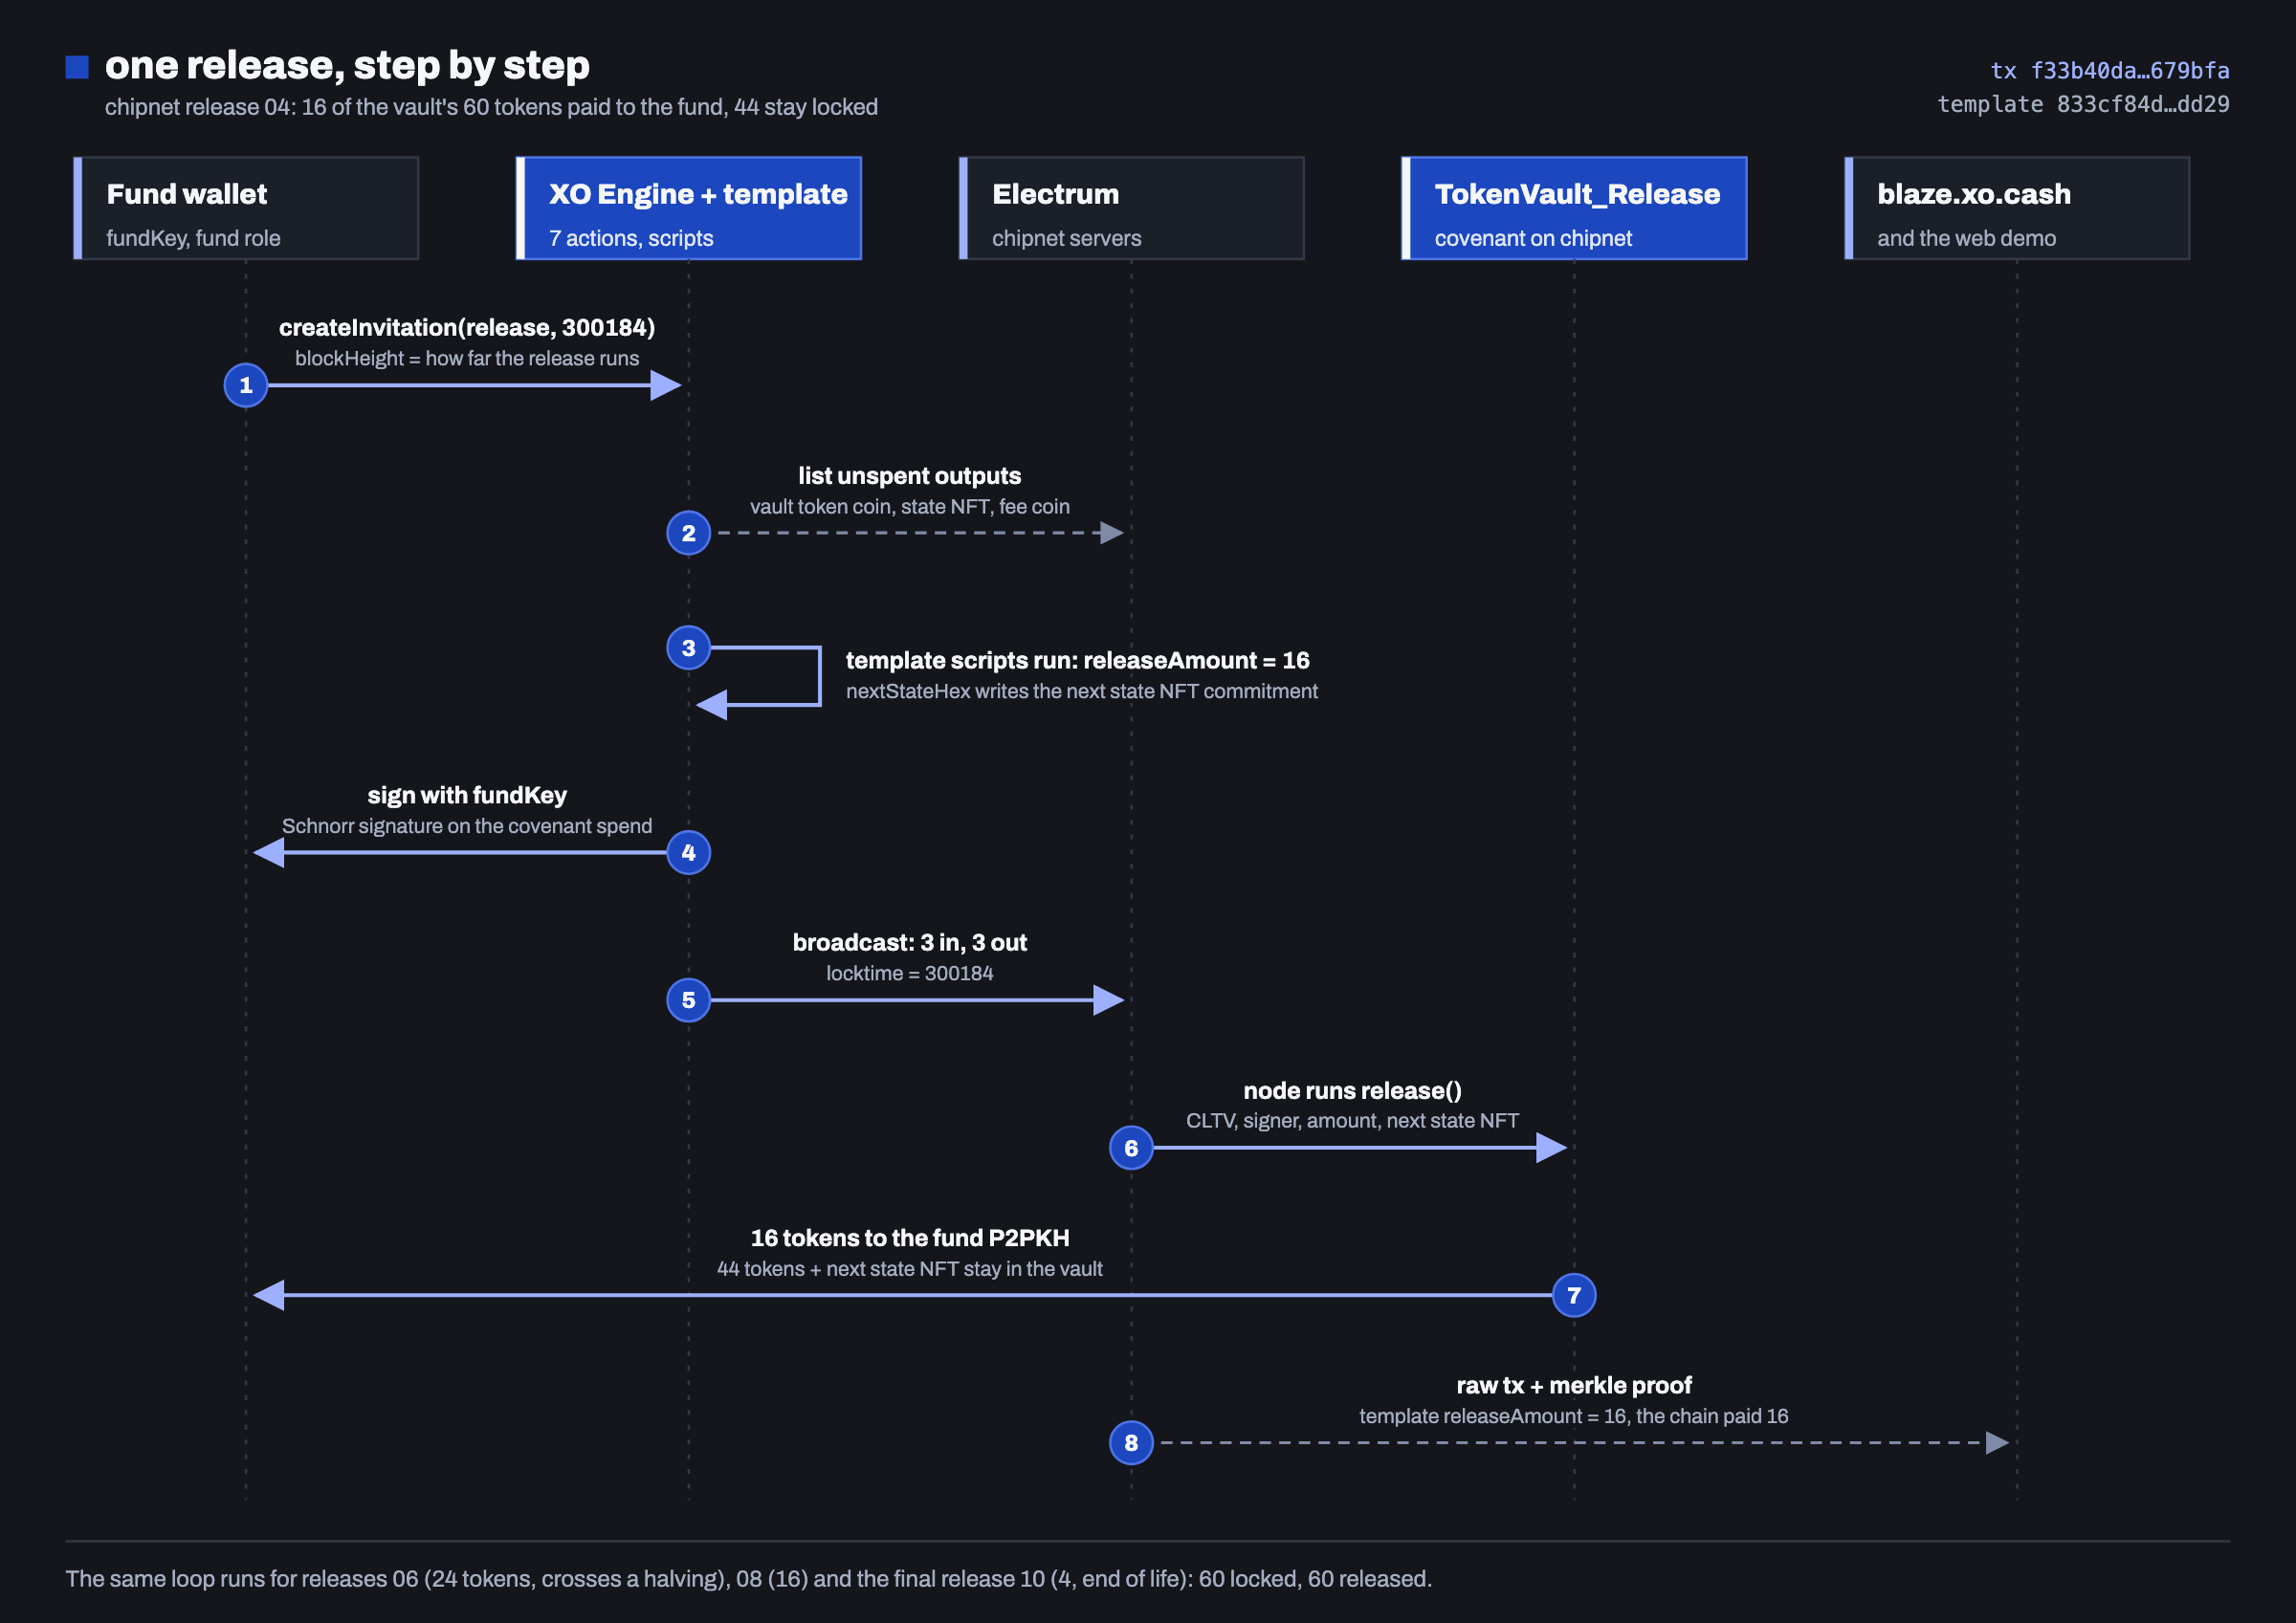 one release, step by step
chipnet release 04: 16 of the vault's 60 tokens paid to the fund, 44 stay locked
tx f33b40da…679bfa
template 833cf84d…dd29
Fund wallet
fundKey, fund role
XO Engine + template
7 actions, scripts
Electrum
chipnet servers
TokenVault_Release
covenant on chipnet
blaze.xo.cash
and the web demo
createInvitation(release, 300184)
blockHeight = how far the release runs
1
list unspent outputs
vault token coin, state NFT, fee coin
2
3
template scripts run: releaseAmount = 16
nextStateHex writes the next state NFT commitment
sign with fundKey
Schnorr signature on the covenant spend
4
broadcast: 3 in, 3 out
locktime = 300184
5
node runs release()
CLTV, signer, amount, next state NFT
6
16 tokens to the fund P2PKH
44 tokens + next state NFT stay in the vault
7
raw tx + merkle proof
template releaseAmount = 16, the chain paid 16
8
The same loop runs for releases 06 (24 tokens, crosses a halving), 08 (16) and the final release 10 (4, end of life): 60 locked, 60 released.